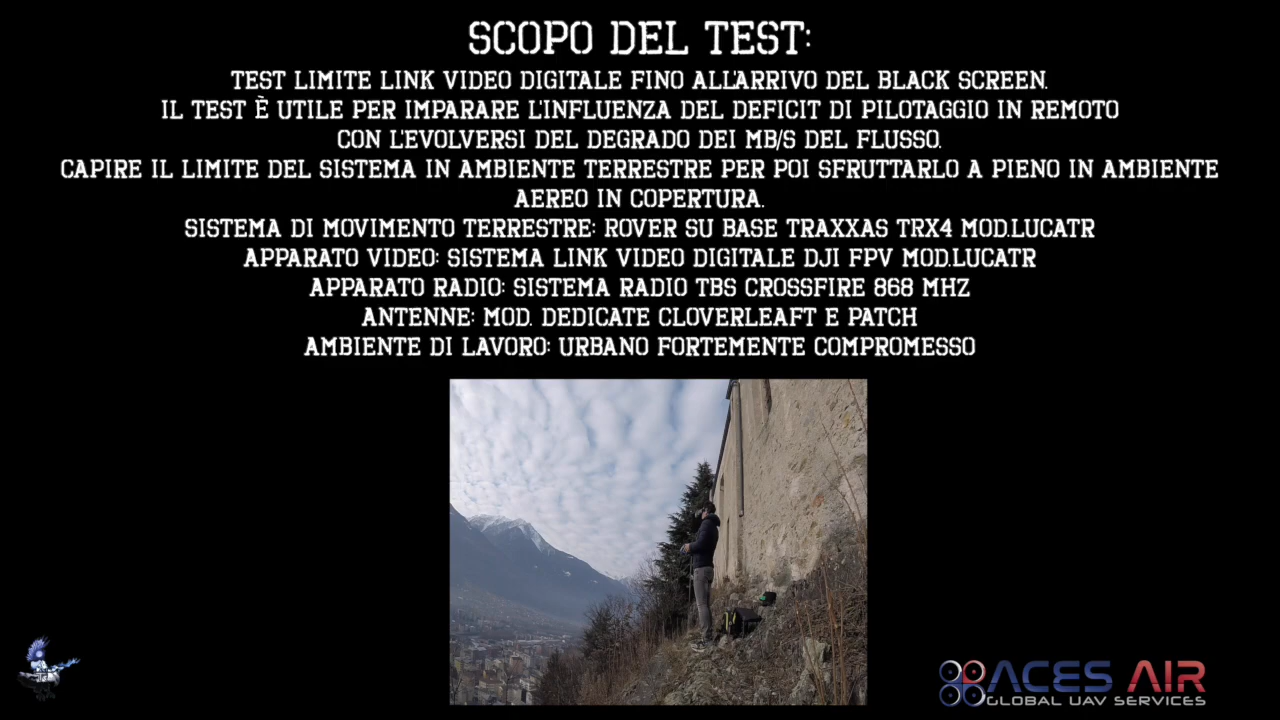 SCOPO DEL TEST:
TEST LIMITE LINK VIDEO DIGITALE FINO ALL'ARRIVO DEL BLACK SCREEN.
IL TEST È UTILE PER IMPARARE L'INFLUENZA DEL DEFICIT DI PILOTAGGIO IN REMOTO
CON L'EVOLVERSI DEL DEGRADO DEI MB/S DEL FLUSSO.
CAPIRE IL LIMITE DEL SISTEMA IN AMBIENTE TERRESTRE PER POI SFRUTTARLO A PIENO IN AMBIENTE
AEREO IN COPERTURA.
SISTEMA DI MOVIMENTO TERRESTRE: ROVER SU BASE TRAXXAS TRX4 MOD.LUCATR
APPARATO VIDEO: SISTEMA LINK VIDEO DIGITALE DJI FPV MOD.LUCATR
APPARATO RADIO: SISTEMA RADIO TBS CROSSFIRE 868 MHZ
ANTENNE: MOD. DEDICATE CLOVERLEAFT E PATCH
AMBIENTE DI LAVORO: URBANO FORTEMENTE COMPROMESSO
ACES AIR
GLOBAL UAV SERVICES